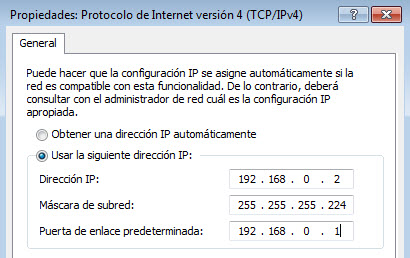 Propiedades: Protocolo de Internet versión 4 (TCP/IPv4)
General
Puede hacer que la configuración IP se asigne automáticamente si la
red es compatible con esta funcionalidad. De lo contrario, deberá
consultar con el administrador de red cuál es la configuración IP
apropiada.
Obtener una dirección IP automáticamente
Usar la siguiente dirección IP:
Dirección IP: 192 . 168 . 0 . 2
Máscara de subred: 255 . 255 . 255 . 224
Puerta de enlace predeterminada: 192 . 168 . 0 . 1